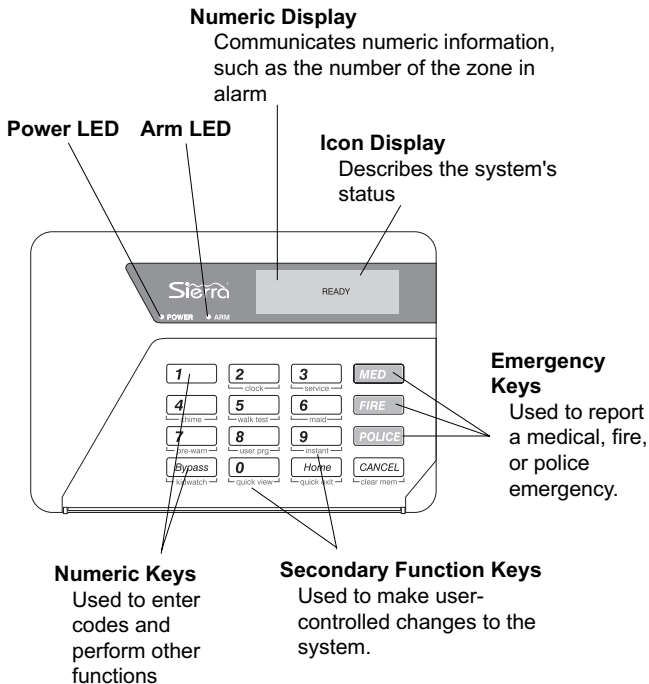 Numeric Display
Communicates numeric information,
such as the number of the zone in
alarm
Power LED Arm LED
Icon Display
Describes the system's
status
Sierra
READY
POWER ARM
1 2 3 MED
clock service
4 5 6 FIRE
chime walk test maid
7 8 9 POLICE
pre-warn user prg instant
Bypass 0 Home CANCEL
kidwatch quick view quick exit clear mem
Emergency
Keys
Used to report
a medical, fire,
or police
emergency.
Numeric Keys
Used to enter
codes and
perform other
functions
Secondary Function Keys
Used to make user-
controlled changes to the
system.